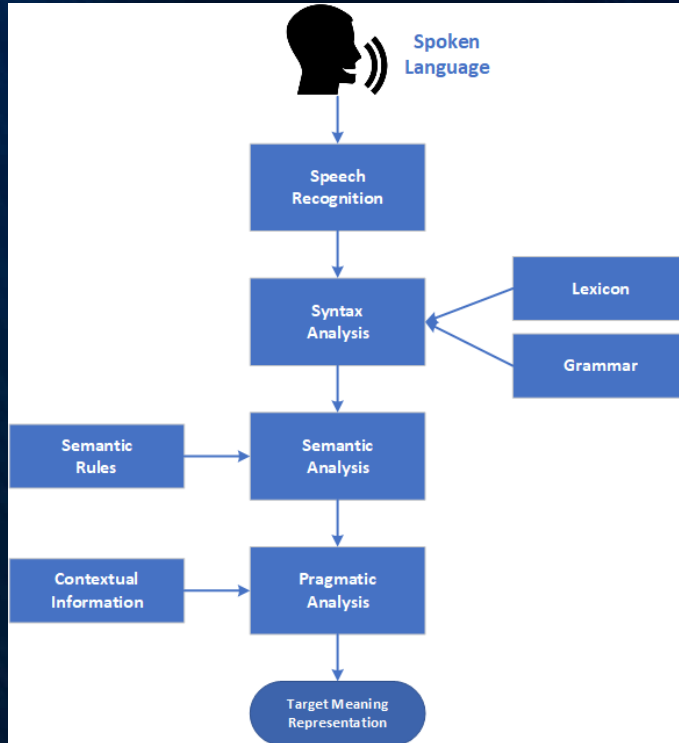 Spoken
Language
Speech
Recognition
Syntax
Analysis
Lexicon
Grammar
Semantic
Rules
Semantic
Analysis
Contextual
Information
Pragmatic
Analysis
Target Meaning
Representation